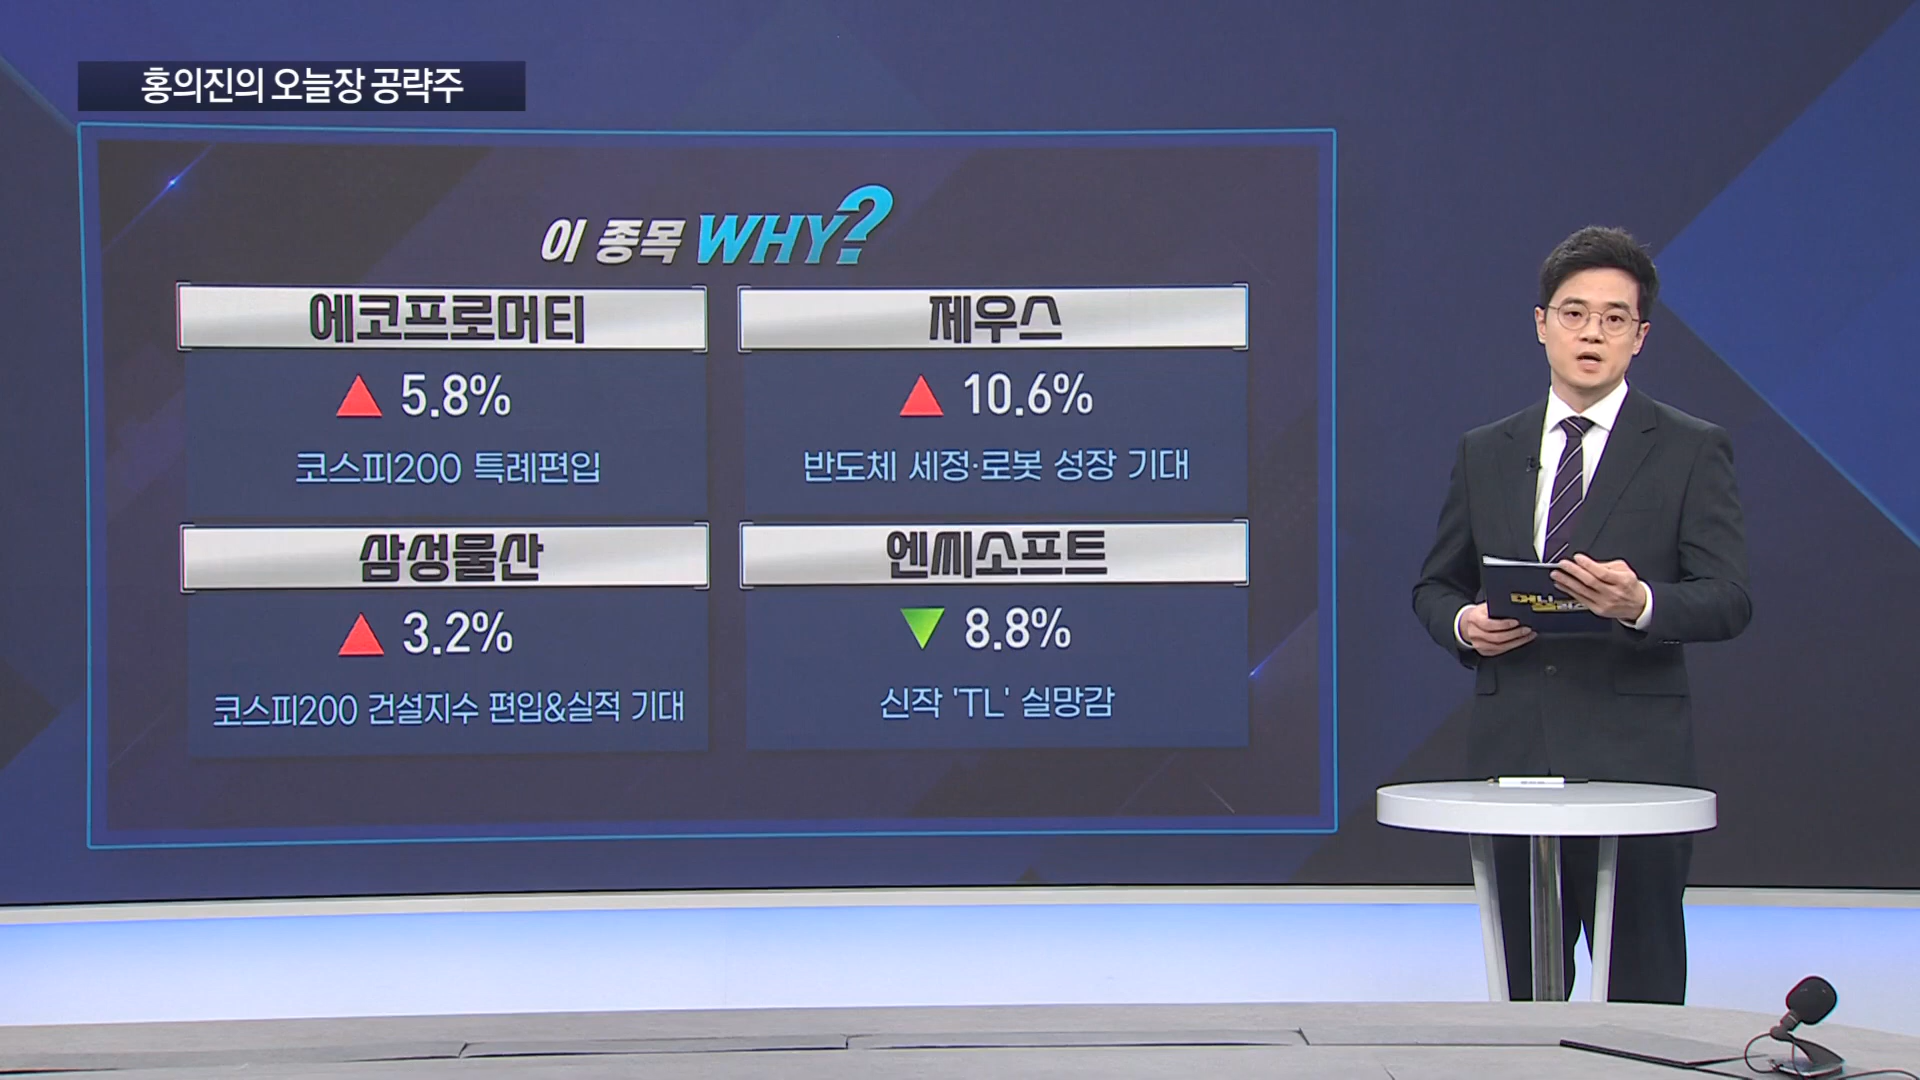 홍의진의 오늘장 공략주
이 종목 WHY?
에코프로머티
▲ 5.8%
코스피200 특례편입
제우스
▲ 10.6%
반도체 세정·로봇 성장 기대
삼성물산
▲ 3.2%
코스피200 건설지수 편입&실적 기대
엔씨소프트
▼ 8.8%
신작 'TL' 실망감
머니